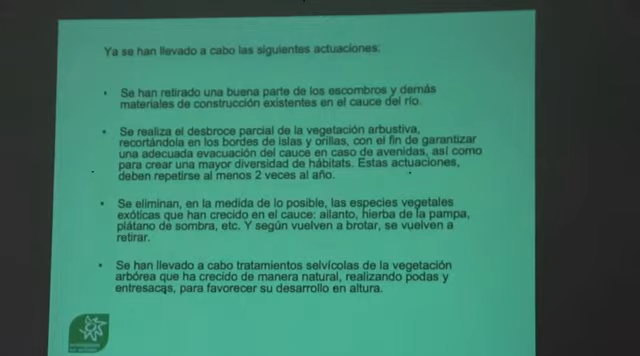 Ya se han llevado a cabo las siguientes actuaciones:
• Se han retirado una buena parte de los escombros y demás
materiales de construcción existentes en el cauce del río.
• Se realiza el desbroce parcial de la vegetación arbustiva,
recortándola en los bordes de islas y orillas, con el fin de garantizar
una adecuada evacuación del cauce en caso de avenidas, así como
para crear una mayor diversidad de hábitats. Estas actuaciones,
deben repetirse al menos 2 veces al año.
• Se eliminan, en la medida de lo posible, las especies vegetales
exóticas que han crecido en el cauce: ailanto, hierba de la pampa,
plátano de sombra, etc. Y según vuelven a brotar, se vuelven a
retirar.
• Se han llevado a cabo tratamientos selvícolas de la vegetación
arbórea que ha crecido de manera natural, realizando podas y
entresacas, para favorecer su desarrollo en altura.